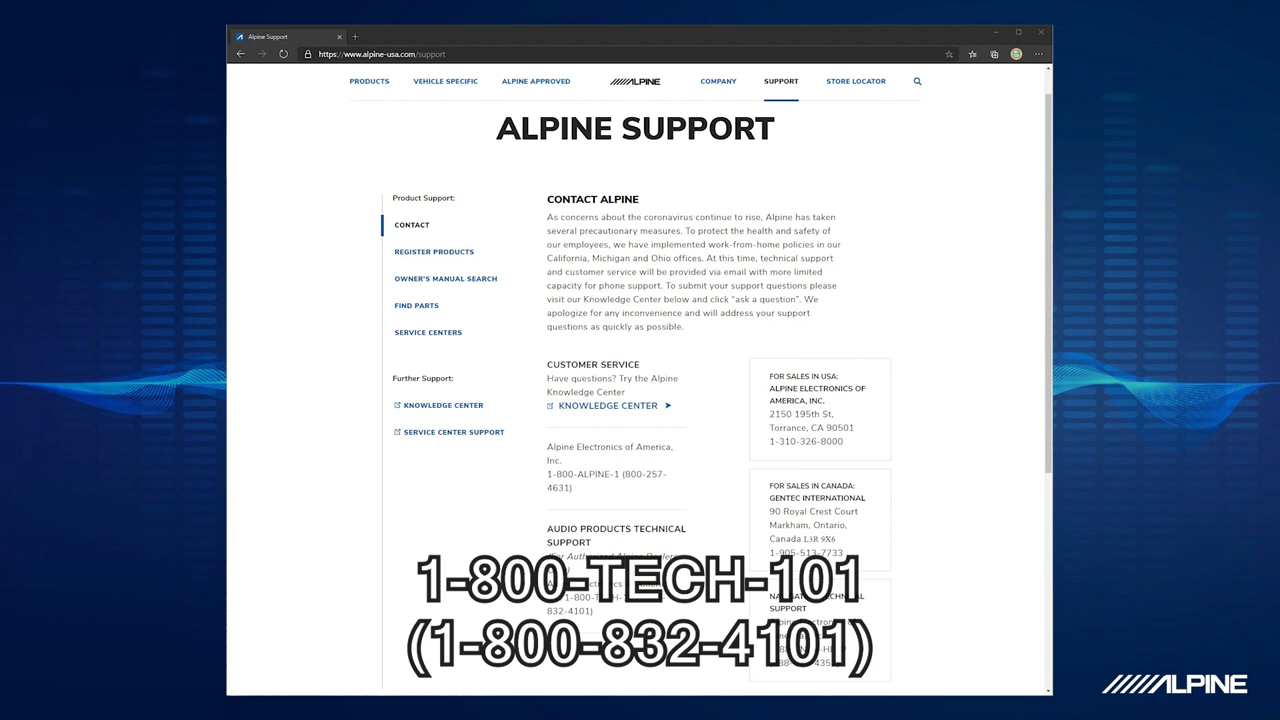 Alpine Support
https://www.alpine-usa.com/support
PRODUCTS
VEHICLE SPECIFIC
ALPINE APPROVED
ALPINE
COMPANY
SUPPORT
STORE LOCATOR
ALPINE SUPPORT
Product Support:
CONTACT
REGISTER PRODUCTS
OWNER'S MANUAL SEARCH
FIND PARTS
SERVICE CENTERS
Further Support:
KNOWLEDGE CENTER
SERVICE CENTER SUPPORT
CONTACT ALPINE
As concerns about the coronavirus continue to rise, Alpine has taken
several precautionary measures. To protect the health and safety of
our employees, we have implemented work-from-home policies in our
California, Michigan and Ohio offices. At this time, technical support
and customer service will be provided via email with more limited
capacity for phone support. To submit your support questions please
visit our Knowledge Center below and click "ask a question". We
apologize for any inconvenience and will address your support
questions as quickly as possible.
CUSTOMER SERVICE
Have questions? Try the Alpine
Knowledge Center
KNOWLEDGE CENTER
Alpine Electronics of America,
Inc.
1-800-ALPINE-1 (800-257-
4631)
AUDIO PRODUCTS TECHNICAL
SUPPORT
832-4101)
FOR SALES IN USA:
ALPINE ELECTRONICS OF
AMERICA, INC.
2150 195th St,
Torrance, CA 90501
1-310-326-8000
FOR SALES IN CANADA:
GENTEC INTERNATIONAL
90 Royal Crest Court
Markham, Ontario,
Canada L3R 9X6
1-905-513-7733
SUPPORT
1-800-TECH-101
(1-800-832-4101)
ALPINE